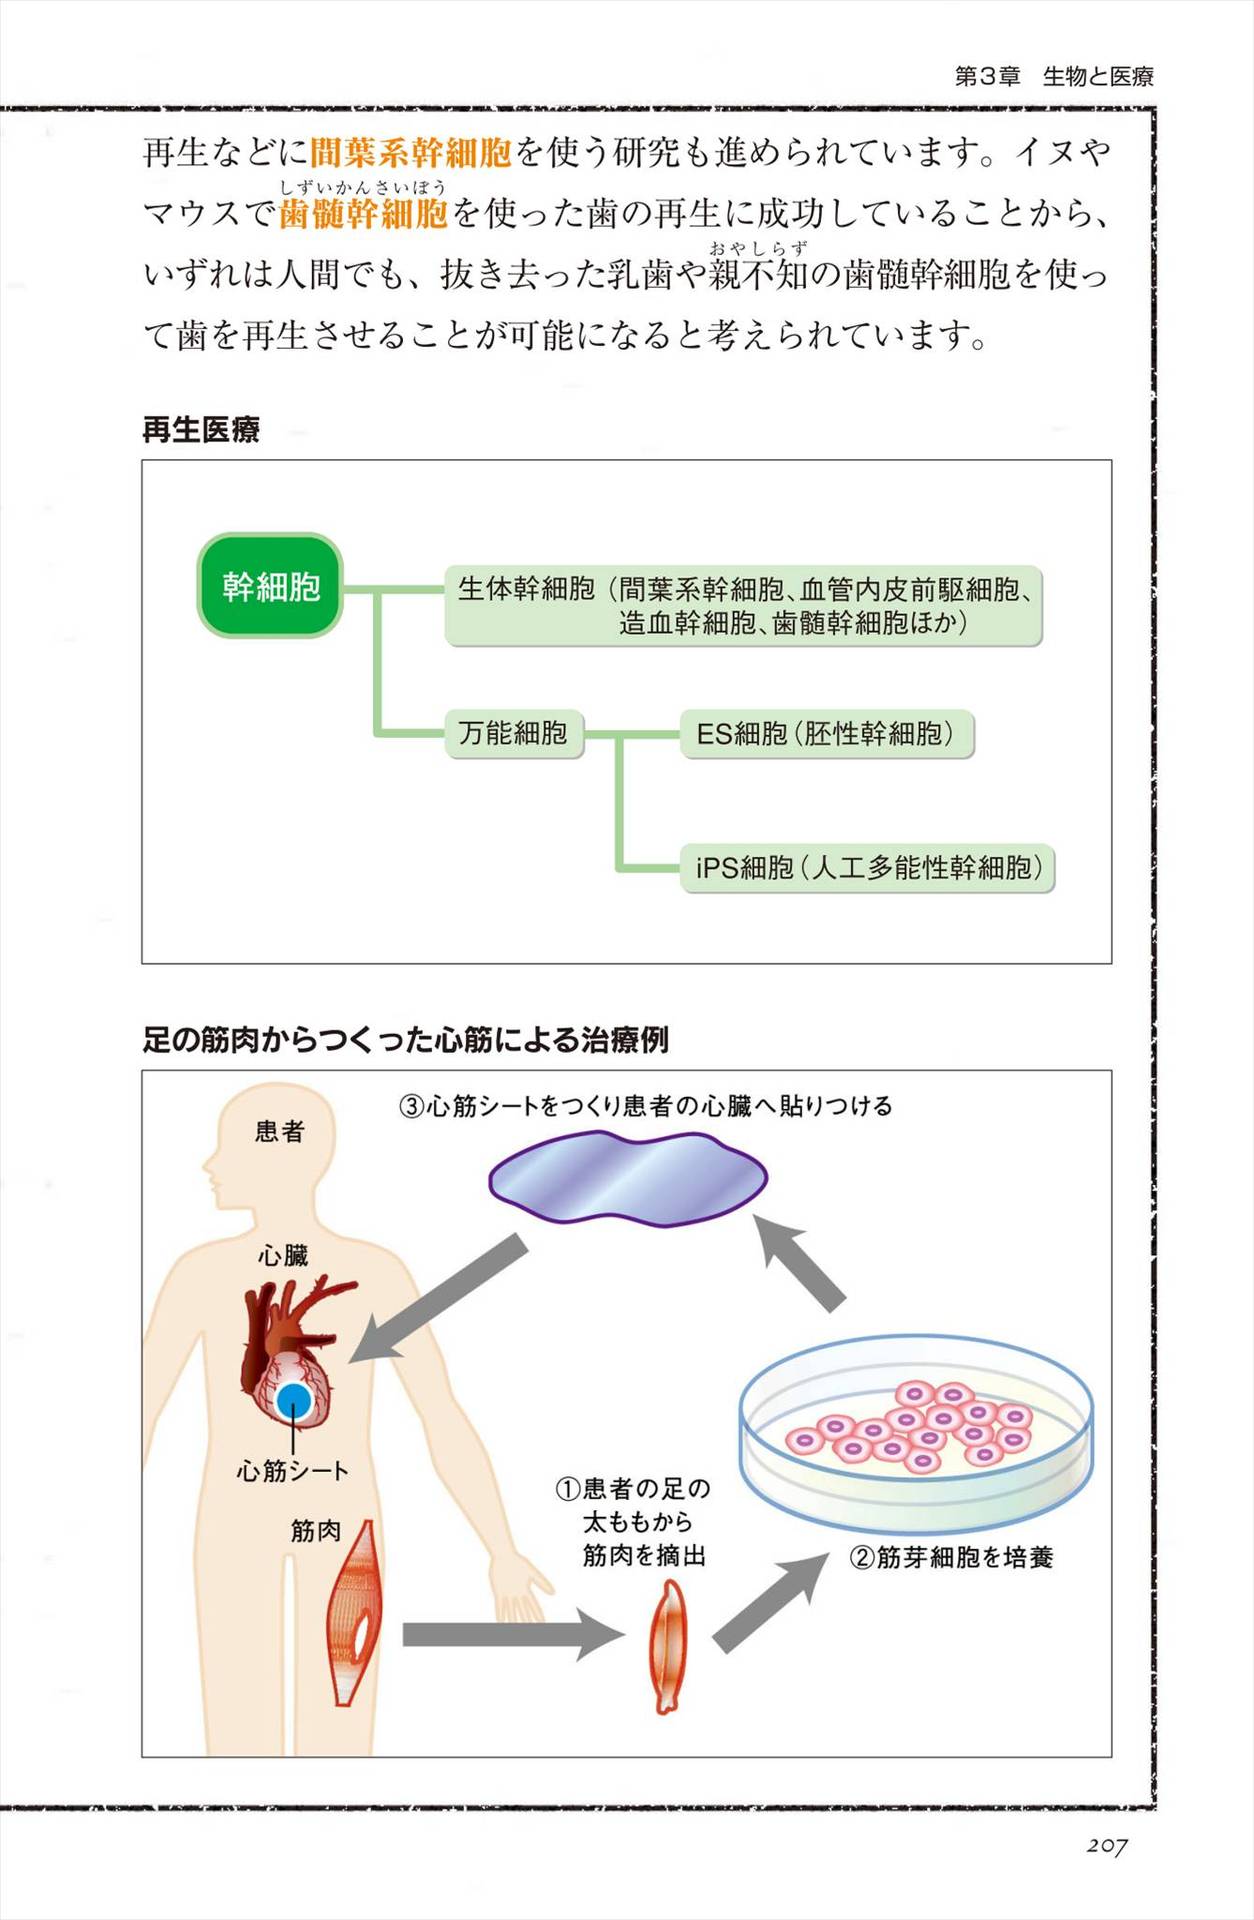 第3章 生物と医療
再生などに間葉系幹細胞を使う研究も進められています。イヌや
しずいかんさいぼう
マウスで歯髄幹細胞を使った歯の再生に成功していることから、
おやしらず
いずれは人間でも、抜き去った乳歯や親不知の歯髄幹細胞を使っ
て歯を再生させることが可能になると考えられています。
再生医療
幹細胞
生体幹細胞（間葉系幹細胞、血管内皮前駆細胞、
造血幹細胞、歯髄幹細胞ほか）
万能細胞
ES細胞（胚性幹細胞）
iPS細胞（人工多能性幹細胞）
足の筋肉からつくった心筋による治療例
③心筋シートをつくり患者の心臓へ貼りつける
患者
心臓
心筋シート
筋肉
①患者の足の
太ももから
筋肉を摘出
②筋芽細胞を培養
207